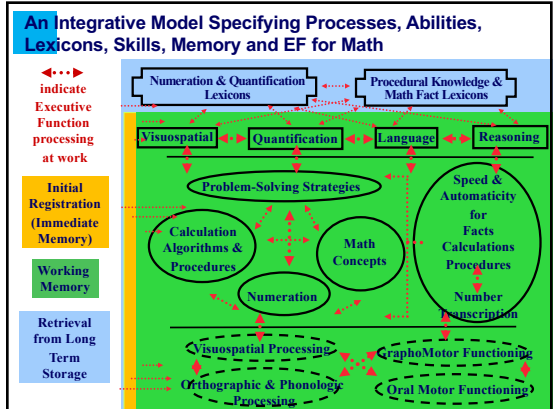 An Integrative Model Specifying Processes, Abilities,
Lexicons, Skills, Memory and EF for Math
indicate
Executive
Function
processing
at work
Initial
Registration
(Immediate
Memory)
Working
Memory
Retrieval
from Long
Term
Storage
Numeration & Quantification
Lexicons
Procedural Knowledge &
Math Fact Lexicons
Visuospatial
Quantification
Language
Reasoning
Problem-Solving Strategies
Calculation
Algorithms &
Procedures
Math
Concepts
Numeration
Speed &
Automaticity
for
Facts
Calculations
Procedures
Number
Transcription
Visuospatial Processing
GraphoMotor Functioning
Orthographic & Phonologic
Processing
Oral Motor Functioning